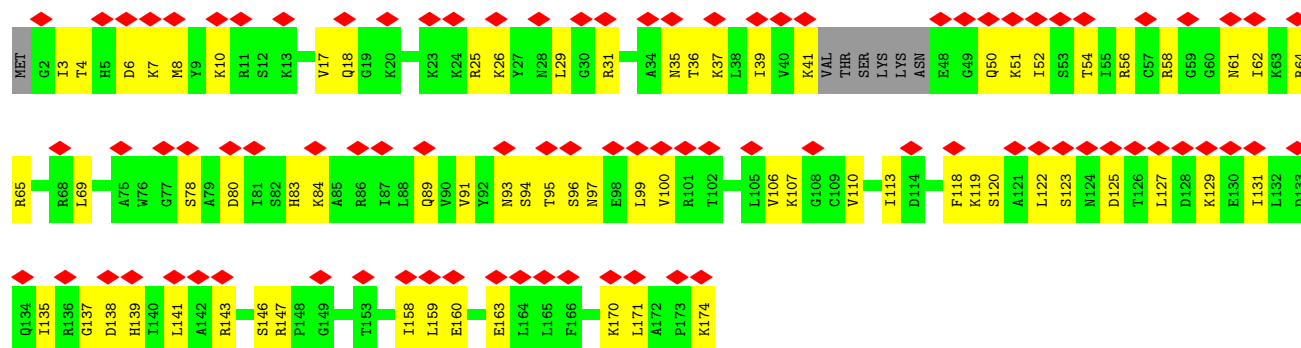 MET G2 I3 T4 H5 D6 K7 M8 Y9 K10 R11 S12 K13 V17 Q18 G19 K20 K23 K24 R25 K26 Y27 N28 L29 G30 R31 A34 N35 T36 K37 L38 I39 V40 K41 VAL THR SER LYS LYS ASN E48 G49 Q50 K51 I52 S53 T54 I55 R56 C57 R58 G59 G60 N61 I62 K63 R64
R65 R68 L69 A75 W76 G77 S78 A79 D80 I81 S82 H83 K84 A85 R86 I87 L88 Q89 V90 V91 Y92 N93 S94 T95 S96 N97 E98 L99 V100 R101 T102 L105 V106 K107 G108 C109 V110 I113 D114 F118 K119 S120 A121 L122 S123 N124 D125 T126 L127 D128 K129 E130 I131 L132 D133
Q134 I135 R136 G137 D138 H139 I140 L141 A142 R143 S146 R147 P148 G149 T153 I158 L159 E160 E163 L164 L165 F166 K170 L171 A172 P173 K174